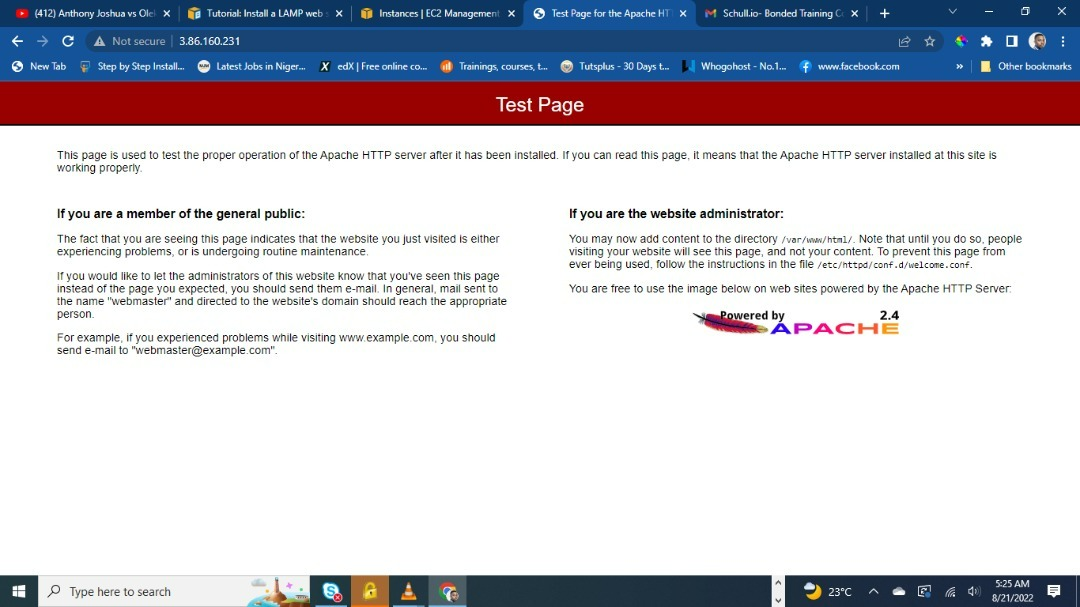 (412) Anthony Joshua vs Ole
Tutorial: Install a LAMP web s
Instances | EC2 Management
Test Page for the Apache HT
Schull.io- Bonded Training C
Not secure | 3.86.160.231
New Tab
Step by Step Install...
Latest Jobs in Niger...
edX | Free online co...
Trainings, courses, t...
Tutsplus - 30 Days t...
Whogohost - No.1...
www.facebook.com
»
Other bookmarks
Test Page
This page is used to test the proper operation of the Apache HTTP server after it has been installed. If you can read this page, it means that the Apache HTTP server installed at this site is
working properly.
If you are a member of the general public:
The fact that you are seeing this page indicates that the website you just visited is either
experiencing problems, or is undergoing routine maintenance.
If you would like to let the administrators of this website know that you've seen this page
instead of the page you expected, you should send them e-mail. In general, mail sent to
the name "webmaster" and directed to the website's domain should reach the appropriate
person.
For example, if you experienced problems while visiting www.example.com, you should
send e-mail to "webmaster@example.com".
If you are the website administrator:
You may now add content to the directory /var/www/html/. Note that until you do so, people
visiting your website will see this page, and not your content. To prevent this page from
ever being used, follow the instructions in the file /etc/httpd/conf.d/welcome.conf.
You are free to use the image below on web sites powered by the Apache HTTP Server:
Powered by 2.4
APACHE
Type here to search
23°C
5:25 AM
8/21/2022